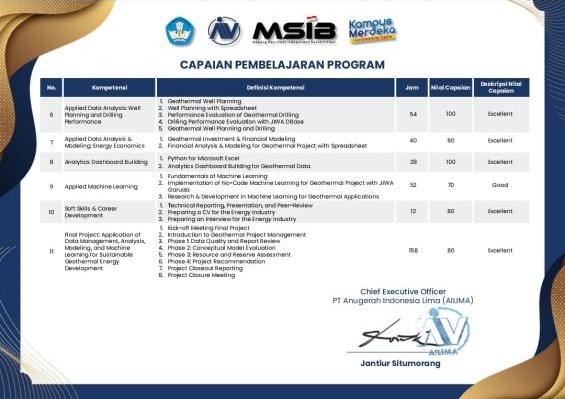 MSIB
Magang dan Studi Independen Bersertifikat
Kampus
Merdeka
INDONESIA JAYA
CAPAIAN PEMBELAJARAN PROGRAM
No. Kompetensi Definisi Kompetensi Jam Nilai Capaian Deskripsi Nilai Capaian
6 Applied Data Analysis: Well Planning and Drilling Performance
1. Geothermal Well Planning
2. Well Planning with Spreadsheet
3. Performance Evaluation of Geothermal Drilling
4. Drilling Performance Evaluation with JIWA DBase
5. Geothermal Well Planning and Drilling
54 100 Excellent
7 Applied Data Analysis & Modeling: Energy Economics
1. Geothermal Investment & Financial Modeling
2. Financial Analysis & Modeling for Geothermal Project with Spreadsheet
40 80 Excellent
8 Analytics Dashboard Building
1. Python for Microsoft Excel
2. Analytics Dashboard Building for Geothermal Data
28 100 Excellent
9 Applied Machine Learning
1. Fundamentals of Machine Learning
2. Implementation of No-Code Machine Learning for Geothermal Project with JIWA
Garuda
3. Research & Development in Machine Learning for Geothermal Applications
52 70 Good
10 Soft Skills & Career Development
1. Technical Reporting, Presentation, and Peer-Review
2. Preparing a CV for the Energy Industry
3. Preparing an Interview for the Energy Industry
12 80 Excellent
11 Final Project: Application of Data Management, Analysis, Modeling, and Machine Learning for Sustainable Geothermal Energy Development
1. Kick-off Meeting Final Project
2. Introduction to Geothermal Project Management
3. Phase 1: Data Quality and Report Review
4. Phase 2: Conceptual Model Evaluation
5. Phase 3: Resource and Reserve Assessment
6. Phase 4: Project Recommendation
7. Project Closeout Reporting
8. Project Closure Meeting
158 80 Excellent
Chief Executive Officer
PT Anugerah Indonesia Lima (AILIMA)
AILIMA
Jantiur Situmorang